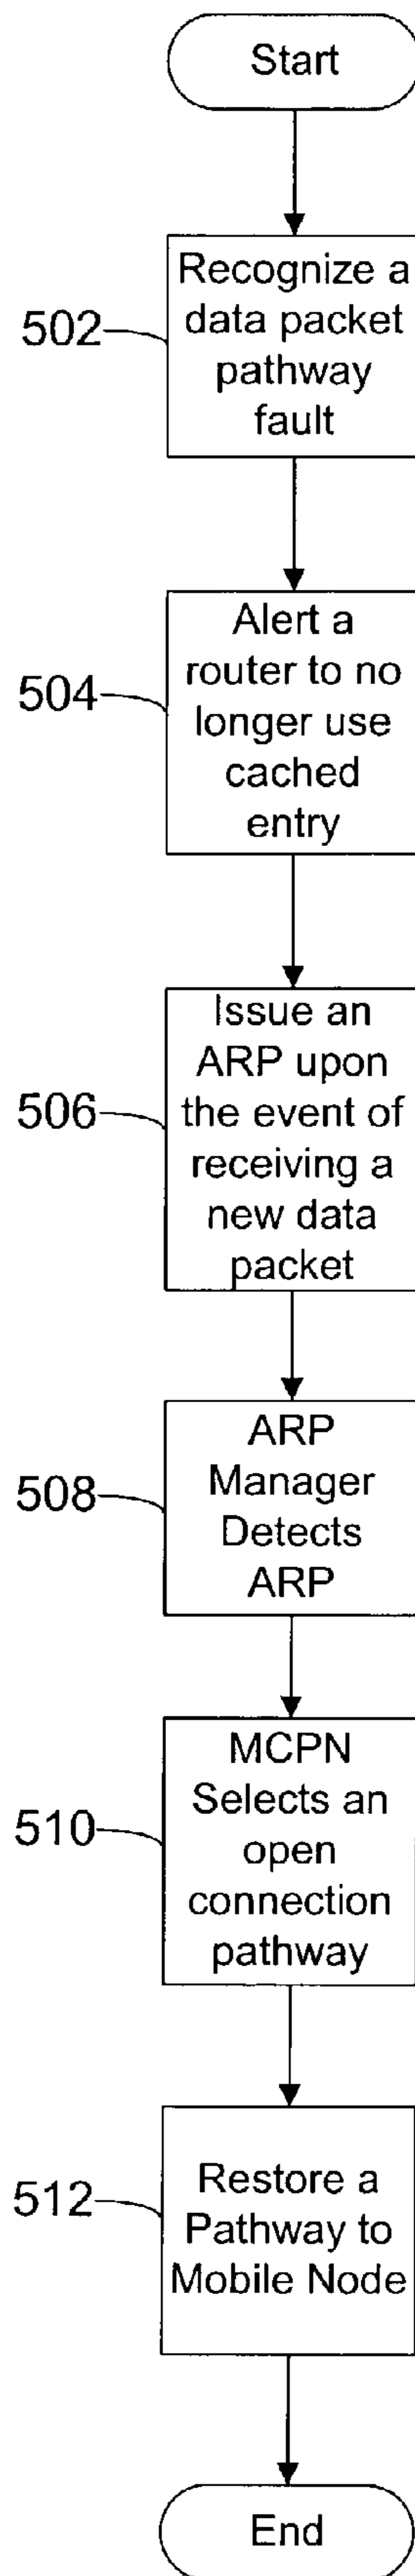 Start
502
Recognize a
data packet
pathway
fault
504
Alert a
router to no
longer use
cached
entry
506
Issue an
ARP upon
the event of
receiving a
new data
packet
508
ARP
Manager
Detects
ARP
510
MCPN
Selects an
open
connection
pathway
512
Restore a
Pathway to
Mobile Node
End